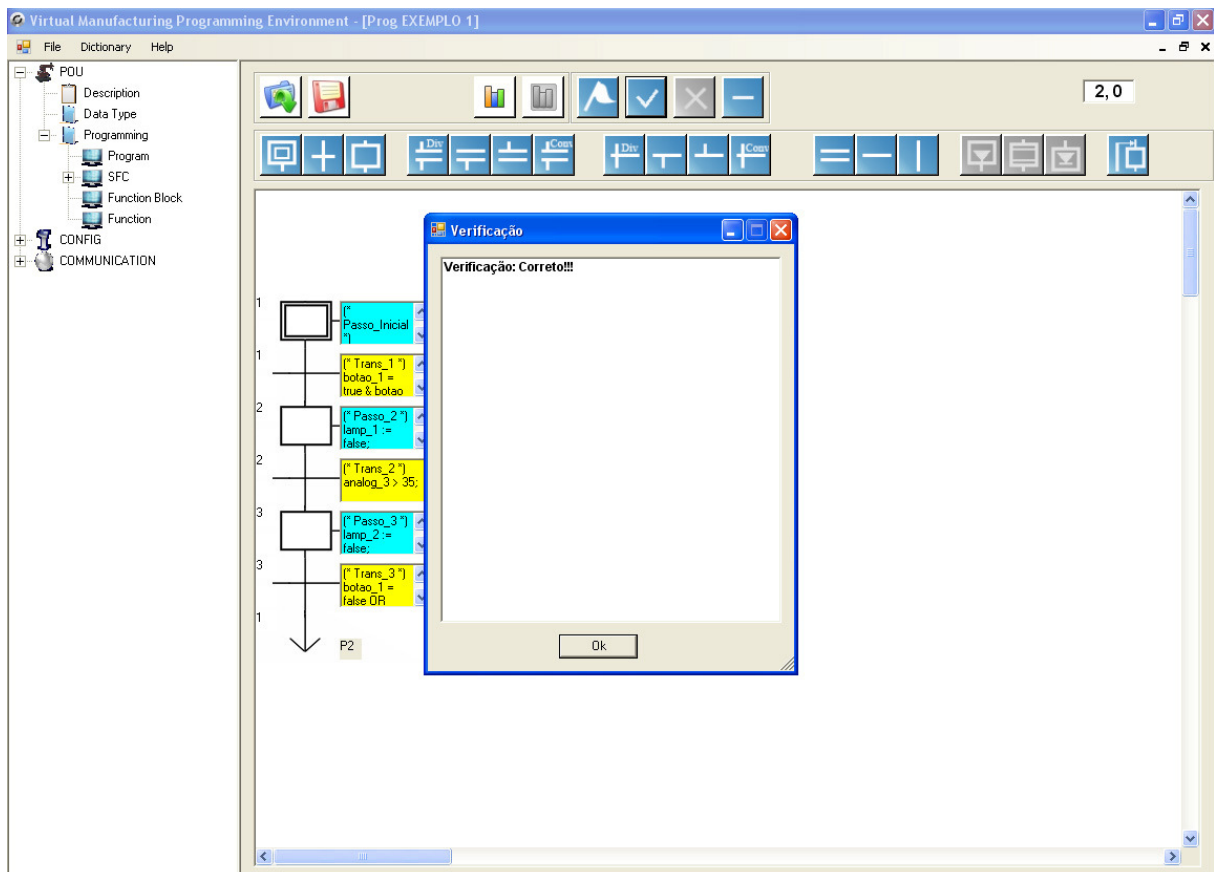 Virtual Manufacturing Programming Environment - [Prog EXEMPLO 1]
File Dictionary Help
POU
Description
Data Type
Programming
Program
SFC
Function Block
Function
CONFIG
COMMUNICATION
2,0
Div
Conv
Div
Conv
Verificação
Verificação: Correto!!!
Ok
1
(*
Passo_Inicial
*)
1
(* Trans_1 *)
botao_1 =
true & botao
2
(* Passo_2 *)
lamp_1 :=
false;
2
(* Trans_2 *)
analog_3 > 35;
3
(* Passo_3 *)
lamp_2 :=
false;
3
(* Trans_3 *)
botao_1 =
false OR
1
P2